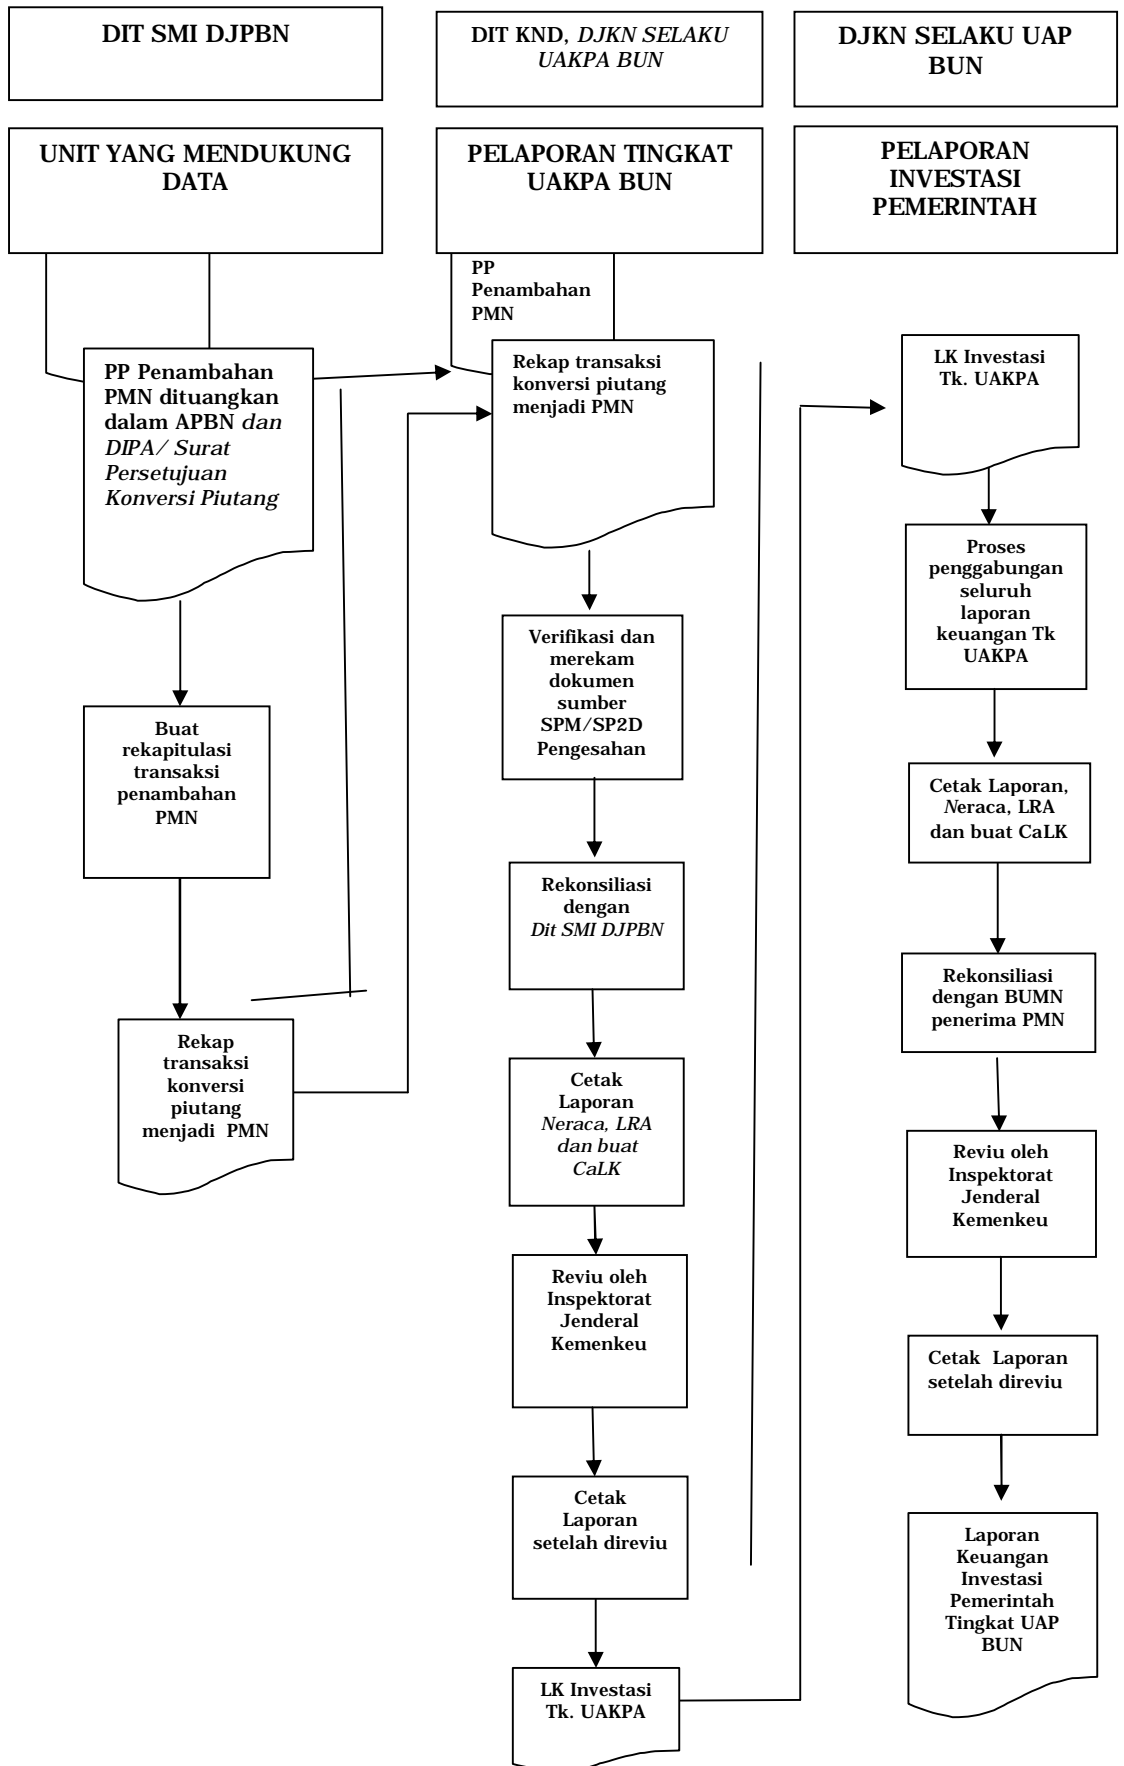 DIT SMI DJPBN
UNIT YANG MENDUKUNG
DATA
PP Penambahan
PMN dituangkan
dalam APBN dan
DIPA/ Surat
Persetujuan
Konversi Piutang
Buat
rekapitulasi
transaksi
penambahan
PMN
Rekap
transaksi
konversi
piutang
menjadi PMN
DIT KND, DJKN SELAKU
UAKPA BUN
PELAPORAN TINGKAT
UAKPA BUN
PP
Penambahan
PMN
Rekap transaksi
konversi piutang
menjadi PMN
Verifikasi dan
merekam
dokumen
sumber
SPM/SP2D
Pengesahan
Rekonsiliasi
dengan
Dit SMI DJPBN
Cetak
Laporan
Neraca, LRA
dan buat
CaLK
Reviu oleh
Inspektorat
Jenderal
Kemenkeu
Cetak
Laporan
setelah direviu
LK Investasi
Tk. UAKPA
DJKN SELAKU UAP
BUN
PELAPORAN
INVESTASI
PEMERINTAH
LK Investasi
Tk. UAKPA
Proses
penggabungan
seluruh
laporan
keuangan Tk
UAKPA
Cetak Laporan,
Neraca, LRA
dan buat CaLK
Rekonsiliasi
dengan BUMN
penerima PMN
Reviu oleh
Inspektorat
Jenderal
Kemenkeu
Cetak Laporan
setelah direviu
Laporan
Keuangan
Investasi
Pemerintah
Tingkat UAP
BUN